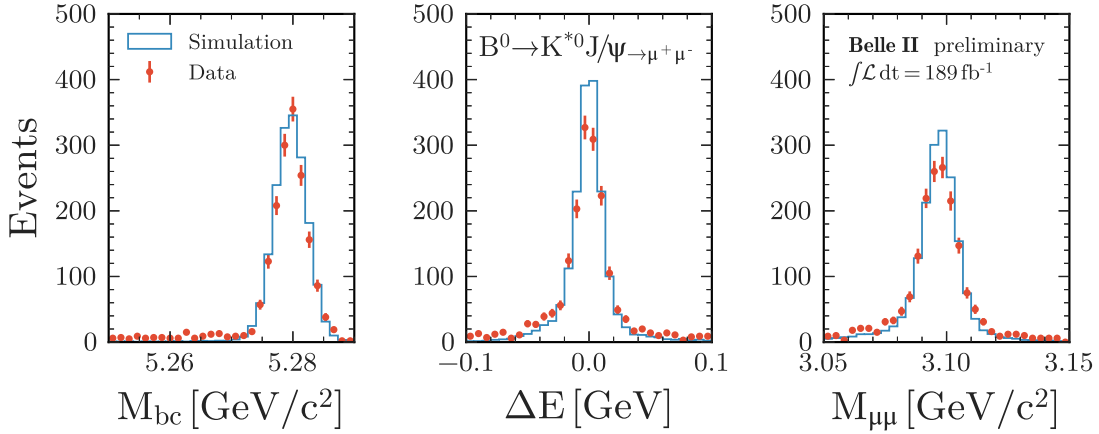 500
400
300
200
100
0
Events
Simulation
Data
5.26
5.28
M_bc [GeV/c²]
500
400
300
200
100
0
B⁰→K*⁰J/ψ→μ⁺μ⁻
−0.1
0.0
0.1
ΔE [GeV]
500
400
300
200
100
0
Belle II preliminary
∫ℒ dt = 189 fb⁻¹
3.05
3.10
3.15
M_μμ [GeV/c²]